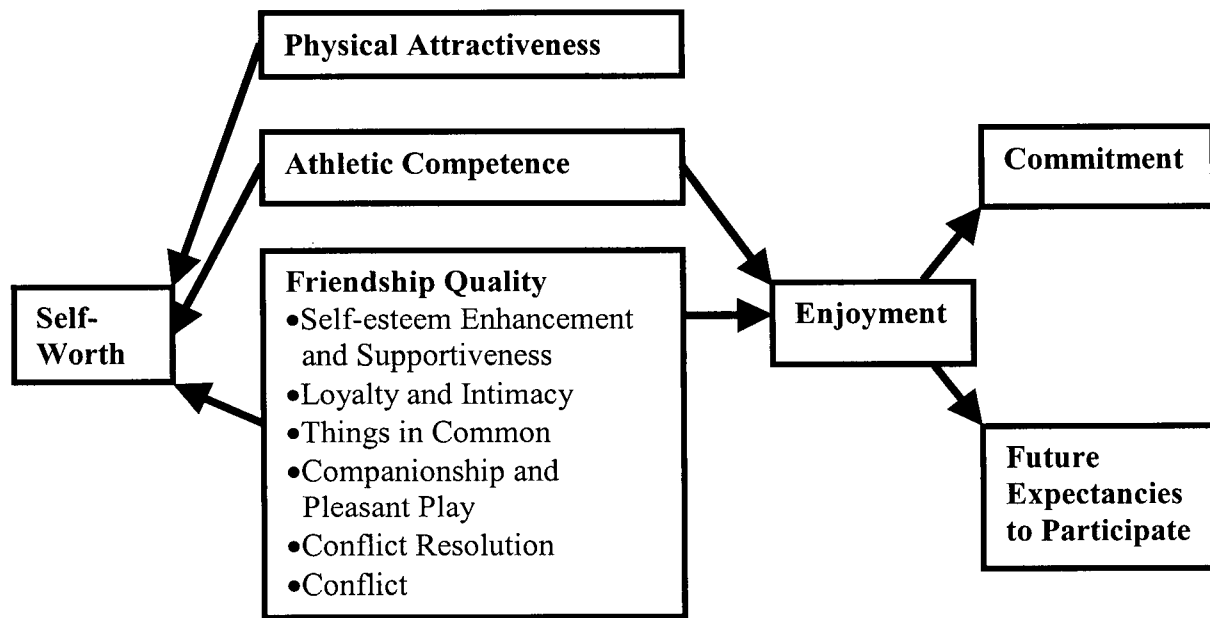 Physical Attractiveness
Athletic Competence
Commitment
Friendship Quality
•Self-esteem Enhancement
and Supportiveness
•Loyalty and Intimacy
•Things in Common
•Companionship and
Pleasant Play
•Conflict Resolution
•Conflict
Self-
Worth
Enjoyment
Future
Expectancies
to Participate